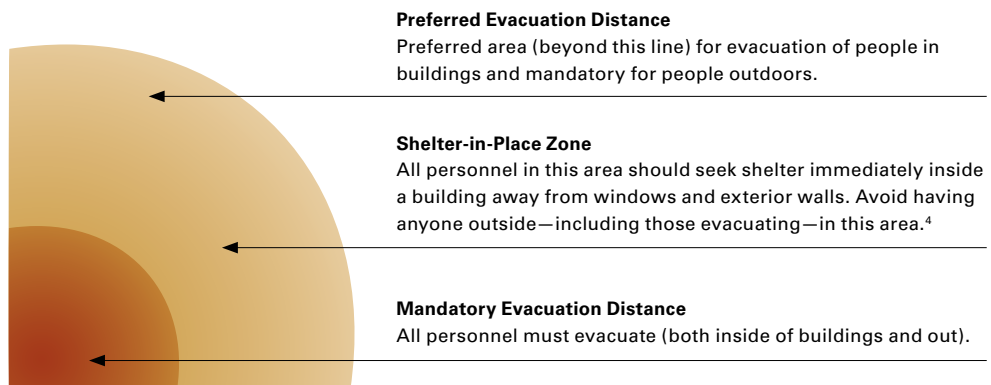 Preferred Evacuation Distance
Preferred area (beyond this line) for evacuation of people in
buildings and mandatory for people outdoors.
Shelter-in-Place Zone
All personnel in this area should seek shelter immediately inside
a building away from windows and exterior walls. Avoid having
anyone outside—including those evacuating—in this area.⁴
Mandatory Evacuation Distance
All personnel must evacuate (both inside of buildings and out).